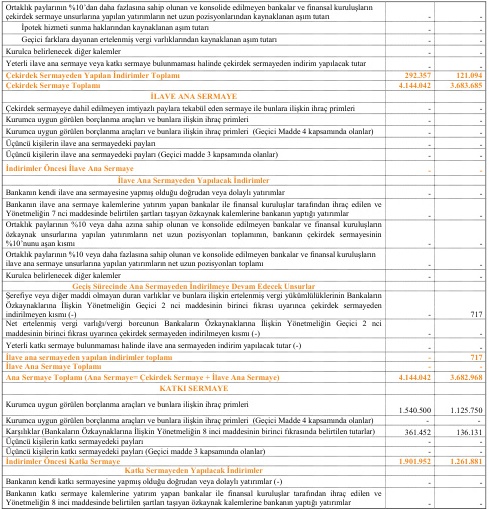 Ortaklık paylarının %10'dan daha fazlasına sahip olunan ve konsolide edilmeyen bankalar ve finansal kuruluşların
çekirdek sermaye unsurlarına yapılan yatırımların net uzun pozisyonlarından kaynaklanan aşım tutarı - -
İpotek hizmeti sunma haklarından kaynaklanan aşım tutarı - -
Geçici farklara dayanan ertelenmiş vergi varlıklarından kaynaklanan aşım tutarı - -
Kurulca belirlenecek diğer kalemler - -
Yeterli ilave ana sermaye veya katkı sermaye bulunmaması halinde çekirdek sermayeden indirim yapılacak tutar - -
Çekirdek Sermayeden Yapılan İndirimler Toplamı 292.357 121.094
Çekirdek Sermaye Toplamı 4.144.042 3.683.685
İLAVE ANA SERMAYE
Çekirdek sermayeye dahil edilmeyen imtiyazlı paylara tekabül eden sermaye ile bunlara ilişkin ihraç primleri - -
Kurumca uygun görülen borçlanma araçları ve bunlara ilişkin ihraç primleri - -
Kurumca uygun görülen borçlanma araçları ve bunlara ilişkin ihraç primleri (Geçici Madde 4 kapsamında olanlar) - -
Üçüncü kişilerin ilave ana sermayedeki payları - -
Üçüncü kişilerin ilave ana sermayedeki payları (Geçici madde 3 kapsamında olanlar) - -
İndirimler Öncesi İlave Ana Sermaye - -
İlave Ana Sermayeden Yapılacak İndirimler
Bankanın kendi ilave ana sermayesine yapmış olduğu doğrudan veya dolaylı yatırımlar - -
Bankanın ilave ana sermaye kalemlerine yatırım yapan bankalar ile finansal kuruluşlar tarafından ihraç edilen ve
Yönetmeliğin 7 nci maddesinde belirtilen şartları taşıyan özkaynak kalemlerine bankanın yaptığı yatırımlar - -
Ortaklık paylarının %10 veya daha azına sahip olunan ve konsolide edilmeyen bankalar ve finansal kuruluşların
özkaynak unsurlarına yapılan yatırımların net uzun pozisyonları toplamının, bankanın çekirdek sermayesinin
%10'nunu aşan kısmı - -
Ortaklık paylarının %10 veya daha fazlasına sahip olunan ve konsolide edilmeyen bankalar ve finansal kuruluşların
ilave ana sermaye unsurlarına yapılan yatırımların net uzun pozisyonları toplamı - -
Kurulca belirlenecek diğer kalemler - -
Geçiş Sürecinde Ana Sermayeden İndirilmeye Devam Edecek Unsurlar
Şerefiye veya diğer maddi olmayan duran varlıklar ve bunlara ilişkin ertelenmiş vergi yükümlülüklerinin Bankaların
Özkaynaklarına İlişkin Yönetmeliğin Geçici 2 nci maddesinin birinci fıkrası uyarınca çekirdek sermayeden
indirilmeyen kısmı (-) - 717
Net ertelenmiş vergi varlığı/vergi borcunun Bankaların Özkaynaklarına İlişkin Yönetmeliğin Geçici 2 nci
maddesinin birinci fıkrası uyarınca çekirdek sermayeden indirilmeyen kısmı (-) - -
Yeterli katkı sermaye bulunmaması halinde ilave ana sermayeden indirim yapılacak tutar (-) - -
İlave ana sermayeden yapılan indirimler toplamı - 717
İlave Ana Sermaye Toplamı - -
Ana Sermaye Toplamı (Ana Sermaye= Çekirdek Sermaye + İlave Ana Sermaye) 4.144.042 3.682.968
KATKI SERMAYE
Kurumca uygun görülen borçlanma araçları ve bunlara ilişkin ihraç primleri 1.540.500 1.125.750
Kurumca uygun görülen borçlanma araçları ve bunlara ilişkin ihraç primleri (Geçici Madde 4 kapsamında olanlar) - -
Karşılıklar (Bankaların Özkaynaklarına İlişkin Yönetmeliğin 8 inci maddesinin birinci fıkrasında belirtilen tutarlar) 361.452 136.131
Üçüncü kişilerin katkı sermayedeki payları - -
Üçüncü kişilerin katkı sermayedeki payları (Geçici madde 3 kapsamında olanlar) - -
İndirimler Öncesi Katkı Sermaye 1.901.952 1.261.881
Katkı Sermayeden Yapılacak İndirimler
Bankanın kendi katkı sermayesine yapmış olduğu doğrudan veya dolaylı yatırımlar (-) - -
Bankanın katkı sermaye kalemlerine yatırım yapan bankalar ile finansal kuruluşlar tarafından ihraç edilen ve
Yönetmeliğin 8 inci maddesinde belirtilen şartları taşıyan özkaynak kalemlerine bankanın yaptığı yatırımlar - -